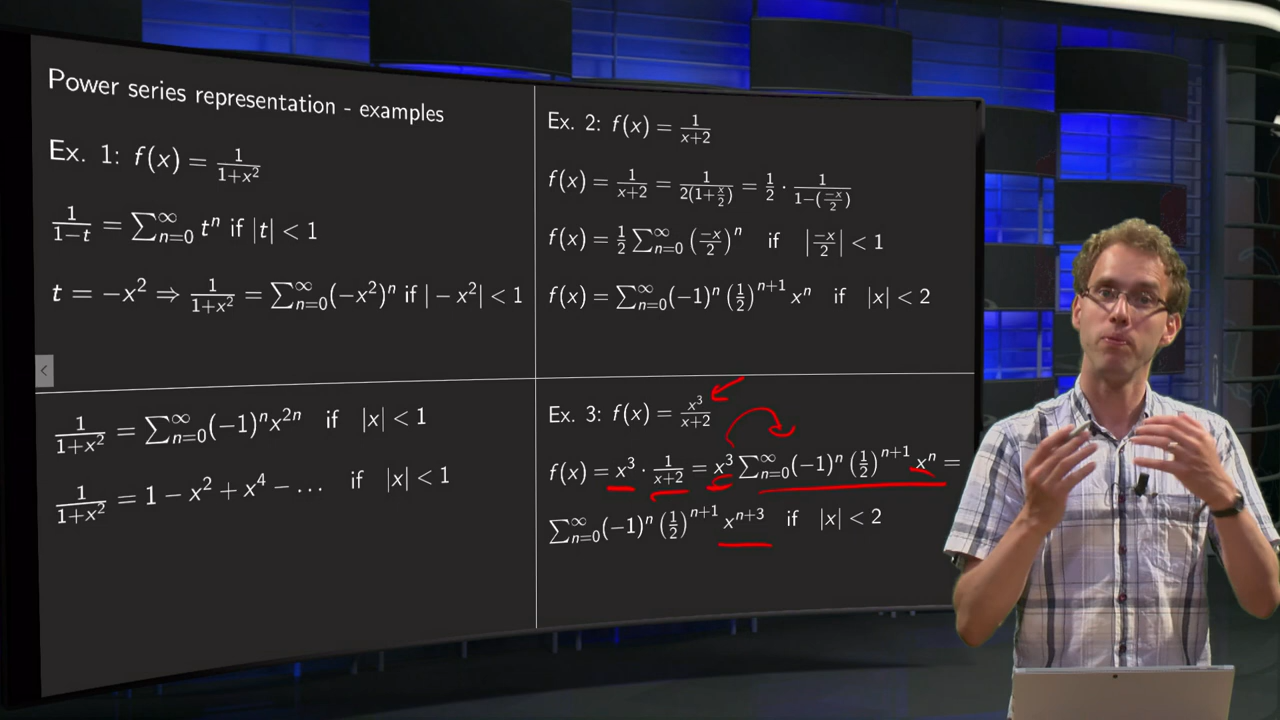 Power series representation - examples
Ex. 1: f(x) = 1/(1+x²)
1/(1−t) = ∑_{n=0}^{∞} tⁿ if |t| < 1
t = −x² ⇒ 1/(1+x²) = ∑_{n=0}^{∞} (−x²)ⁿ if |−x²| < 1
1/(1+x²) = ∑_{n=0}^{∞} (−1)ⁿ x²ⁿ if |x| < 1
1/(1+x²) = 1 − x² + x⁴ − … if |x| < 1
Ex. 2: f(x) = 1/(x+2)
f(x) = 1/(x+2) = 1/(2(1+x/2)) = 1/2 · 1/(1−(−x/2))
f(x) = 1/2 ∑_{n=0}^{∞} (−x/2)ⁿ if |−x/2| < 1
f(x) = ∑_{n=0}^{∞} (−1)ⁿ (1/2)^{n+1} xⁿ if |x| < 2
Ex. 3: f(x) = x³/(x+2)
f(x) = x³ · 1/(x+2) = x³ ∑_{n=0}^{∞} (−1)ⁿ (1/2)^{n+1} xⁿ =
∑_{n=0}^{∞} (−1)ⁿ (1/2)^{n+1} x^{n+3} if |x| < 2